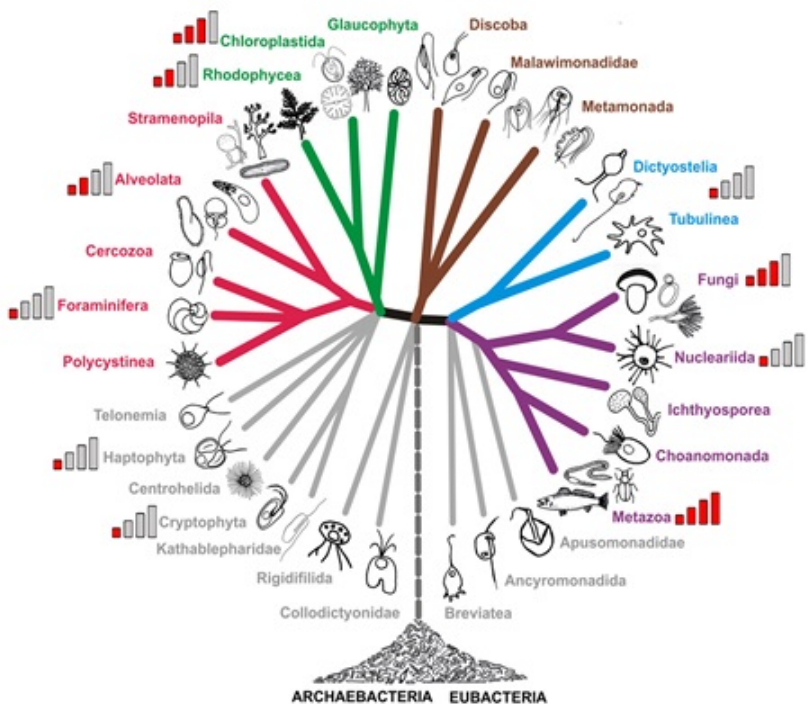 Glaucophyta
Discoba
Chloroplastida
Malawimonadidae
Rhodophycea
Metamonada
Stramenopila
Dictyostelia
Alveolata
Tubulinea
Cercozoa
Fungi
Foraminifera
Nucleariida
Polycystinea
Ichthyosporea
Telonemia
Haptophyta
Choanomonada
Centrohelida
Metazoa
Cryptophyta
Apusomonadidae
Kathablepharidae
Rigidifilida
Ancyromonadida
Collodictyonidae
Breviatea
ARCHAEBACTERIA EUBACTERIA